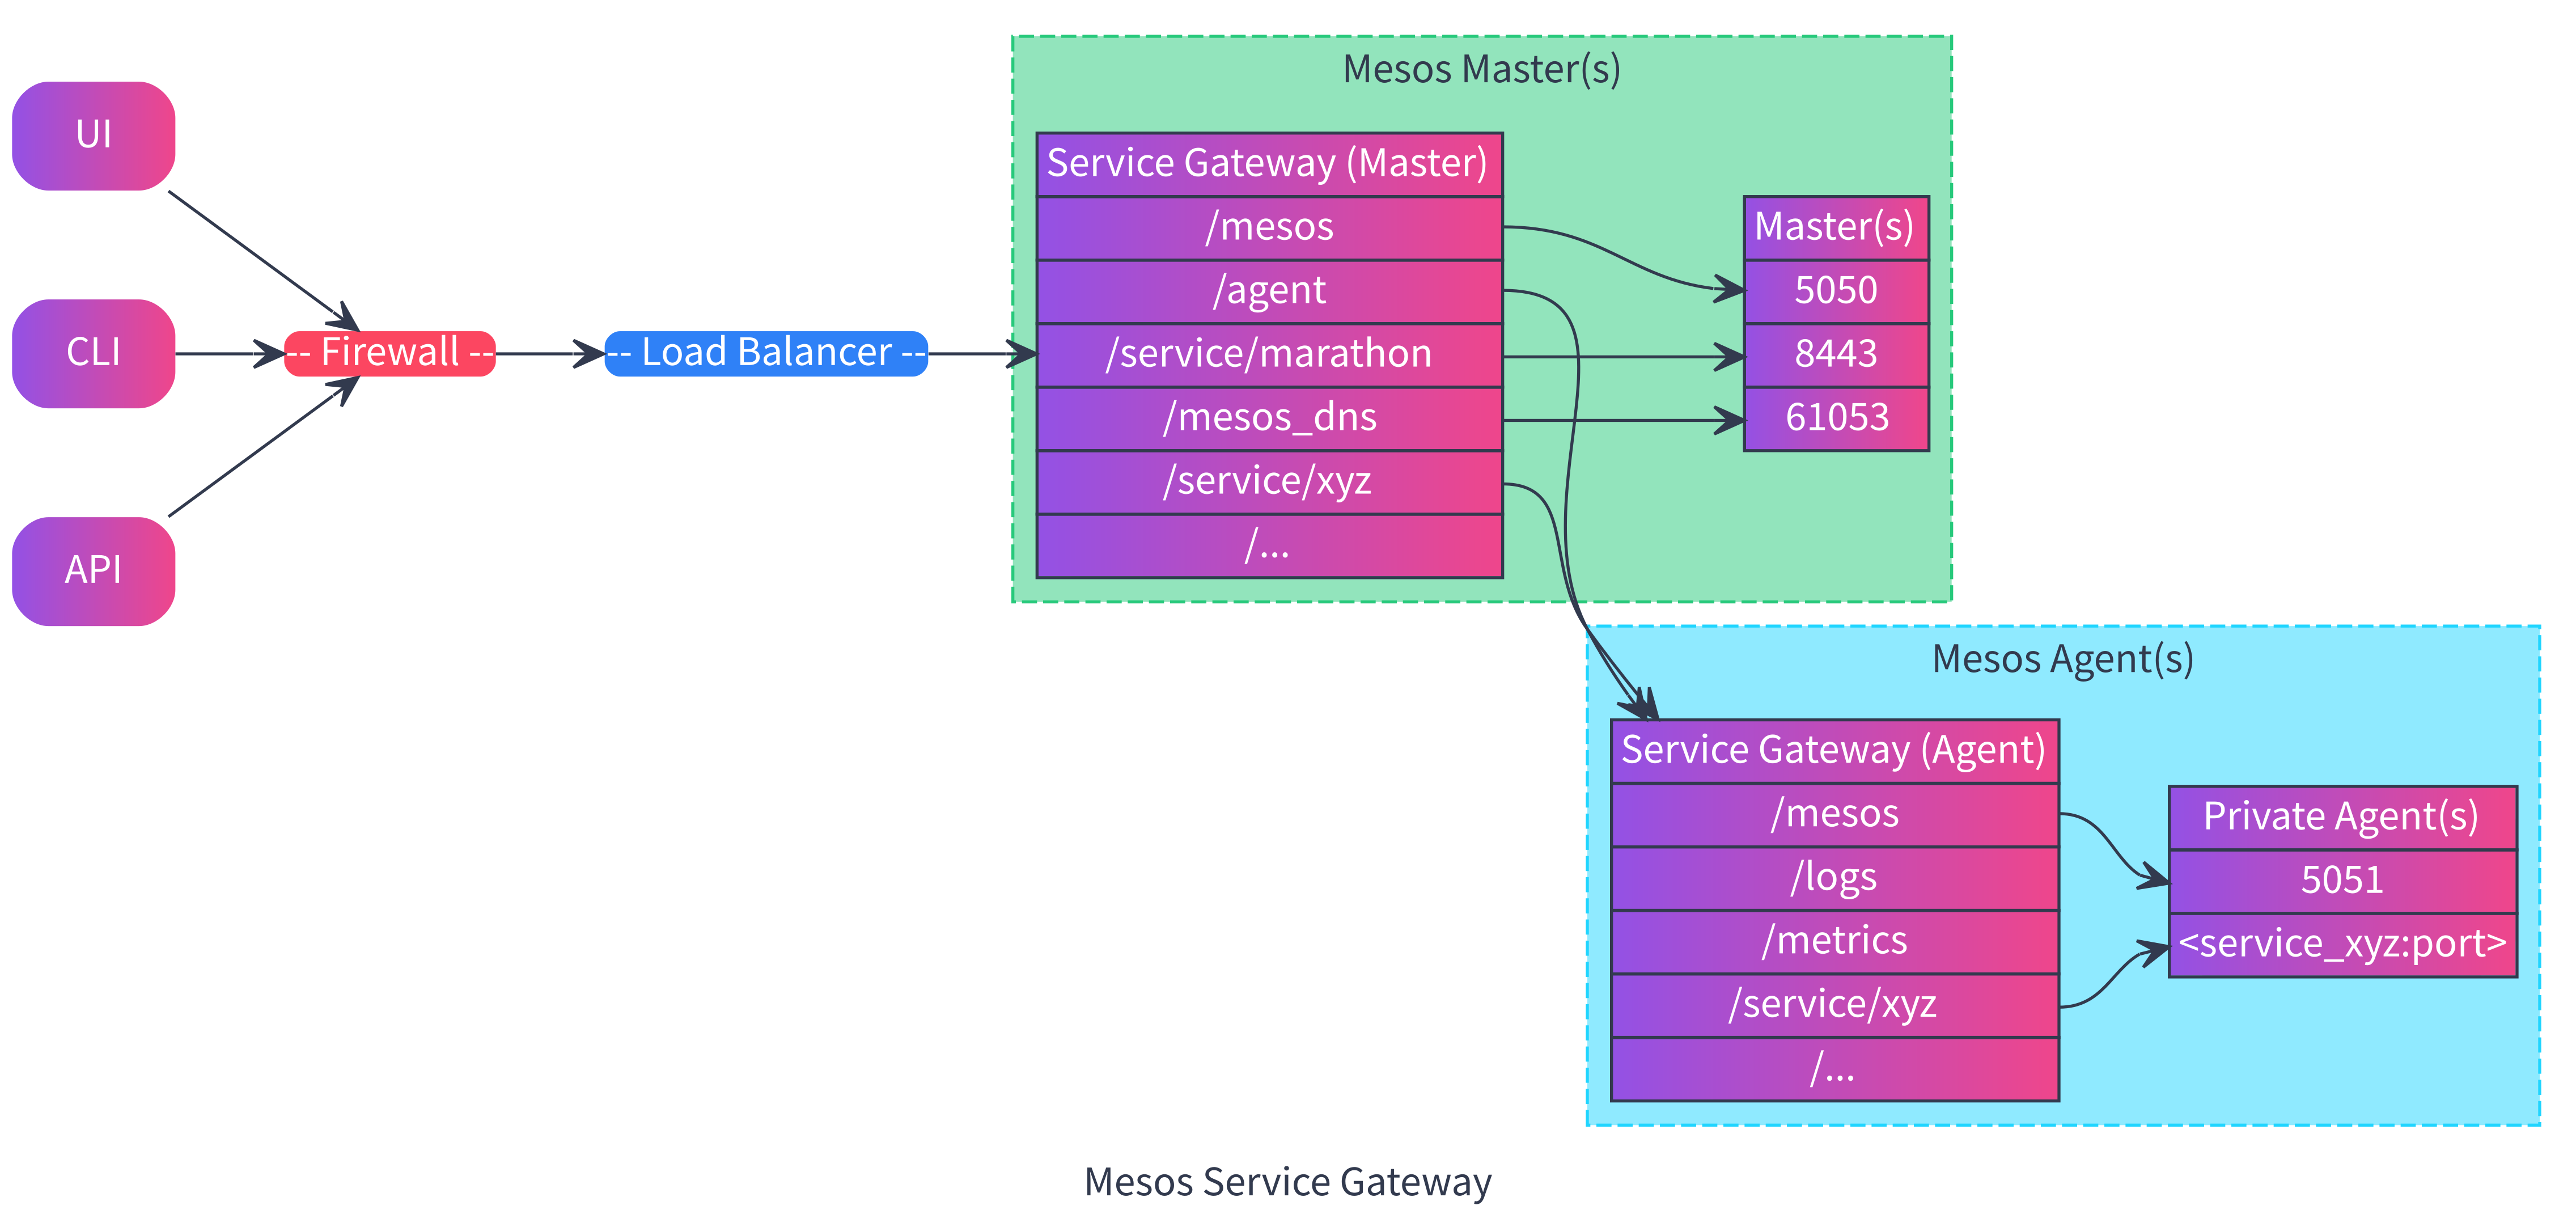 UI
CLI
API
-- Firewall --
-- Load Balancer --
Mesos Master(s)
Service Gateway (Master)
/mesos
/agent
/service/marathon
/mesos_dns
/service/xyz
/...
Master(s)
5050
8443
61053
Mesos Agent(s)
Service Gateway (Agent)
/mesos
/logs
/metrics
/service/xyz
/...
Private Agent(s)
5051
<service_xyz:port>
Mesos Service Gateway